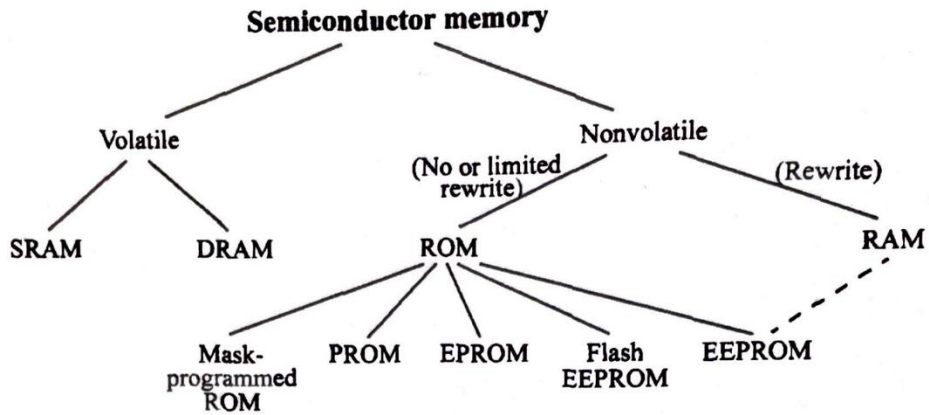 Semiconductor memory
Volatile
Nonvolatile
(No or limited
rewrite)
(Rewrite)
SRAM
DRAM
ROM
RAM
Mask-
programmed
ROM
PROM
EPROM
Flash
EEPROM
EEPROM